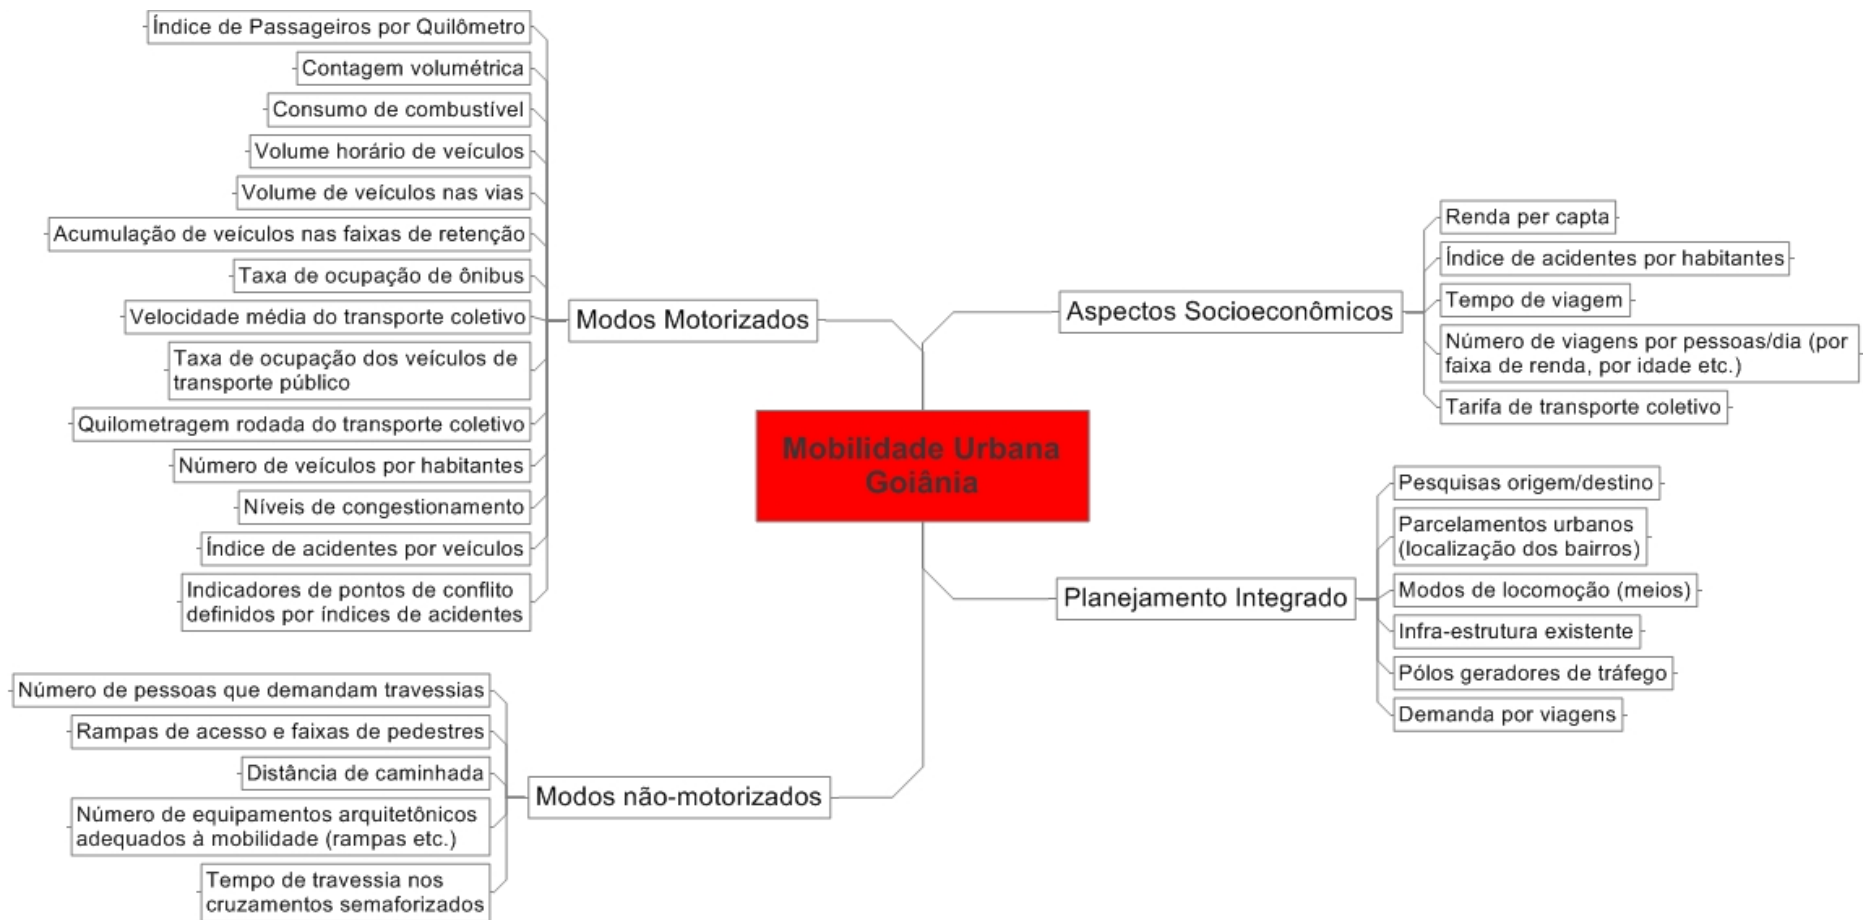 Índice de Passageiros por Quilômetro
Contagem volumétrica
Consumo de combustível
Volume horário de veículos
Volume de veículos nas vias
Acumulação de veículos nas faixas de retenção
Taxa de ocupação de ônibus
Velocidade média do transporte coletivo
Taxa de ocupação dos veículos de
transporte público
Quilometragem rodada do transporte coletivo
Número de veículos por habitantes
Níveis de congestionamento
Índice de acidentes por veículos
Indicadores de pontos de conflito
definidos por índices de acidentes
Modos Motorizados
Número de pessoas que demandam travessias
Rampas de acesso e faixas de pedestres
Distância de caminhada
Número de equipamentos arquitetônicos
adequados à mobilidade (rampas etc.)
Tempo de travessia nos
cruzamentos semaforizados
Modos não-motorizados
Mobilidade Urbana
Goiânia
Aspectos Socioeconômicos
Renda per capta
Índice de acidentes por habitantes
Tempo de viagem
Número de viagens por pessoas/dia (por
faixa de renda, por idade etc.)
Tarifa de transporte coletivo
Planejamento Integrado
Pesquisas origem/destino
Parcelamentos urbanos
(localização dos bairros)
Modos de locomoção (meios)
Infra-estrutura existente
Pólos geradores de tráfego
Demanda por viagens